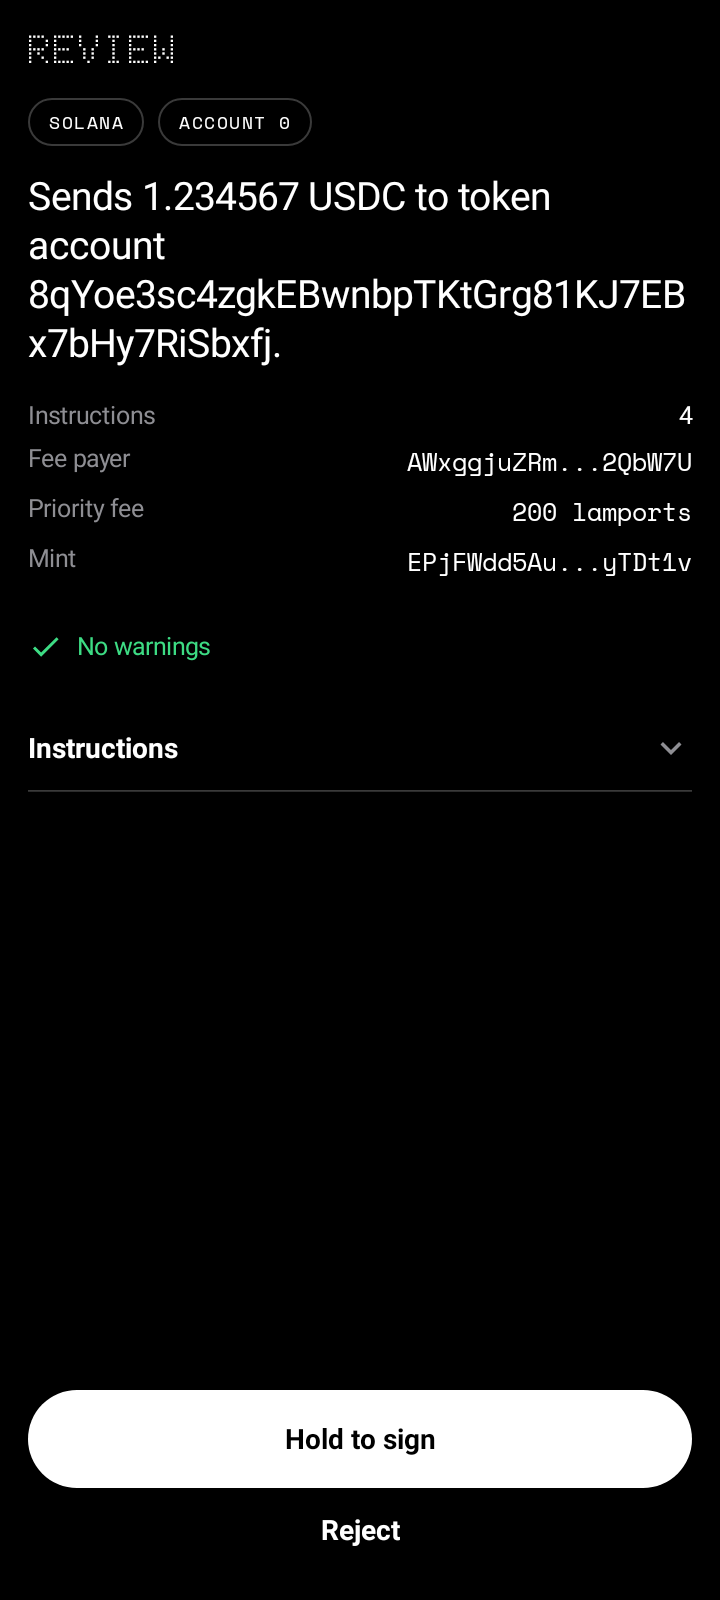 REVIEW
SOLANA
ACCOUNT 0
Sends 1.234567 USDC to token
account
8qYoe3sc4zgkEBwnbpTKtGrg81KJ7EB
x7bHy7RiSbxfj.
Instructions 4
Fee payer AWxggjuZRm...2QbW7U
Priority fee 200 lamports
Mint EPjFWdd5Au...yTDt1v
No warnings
Instructions
Hold to sign
Reject